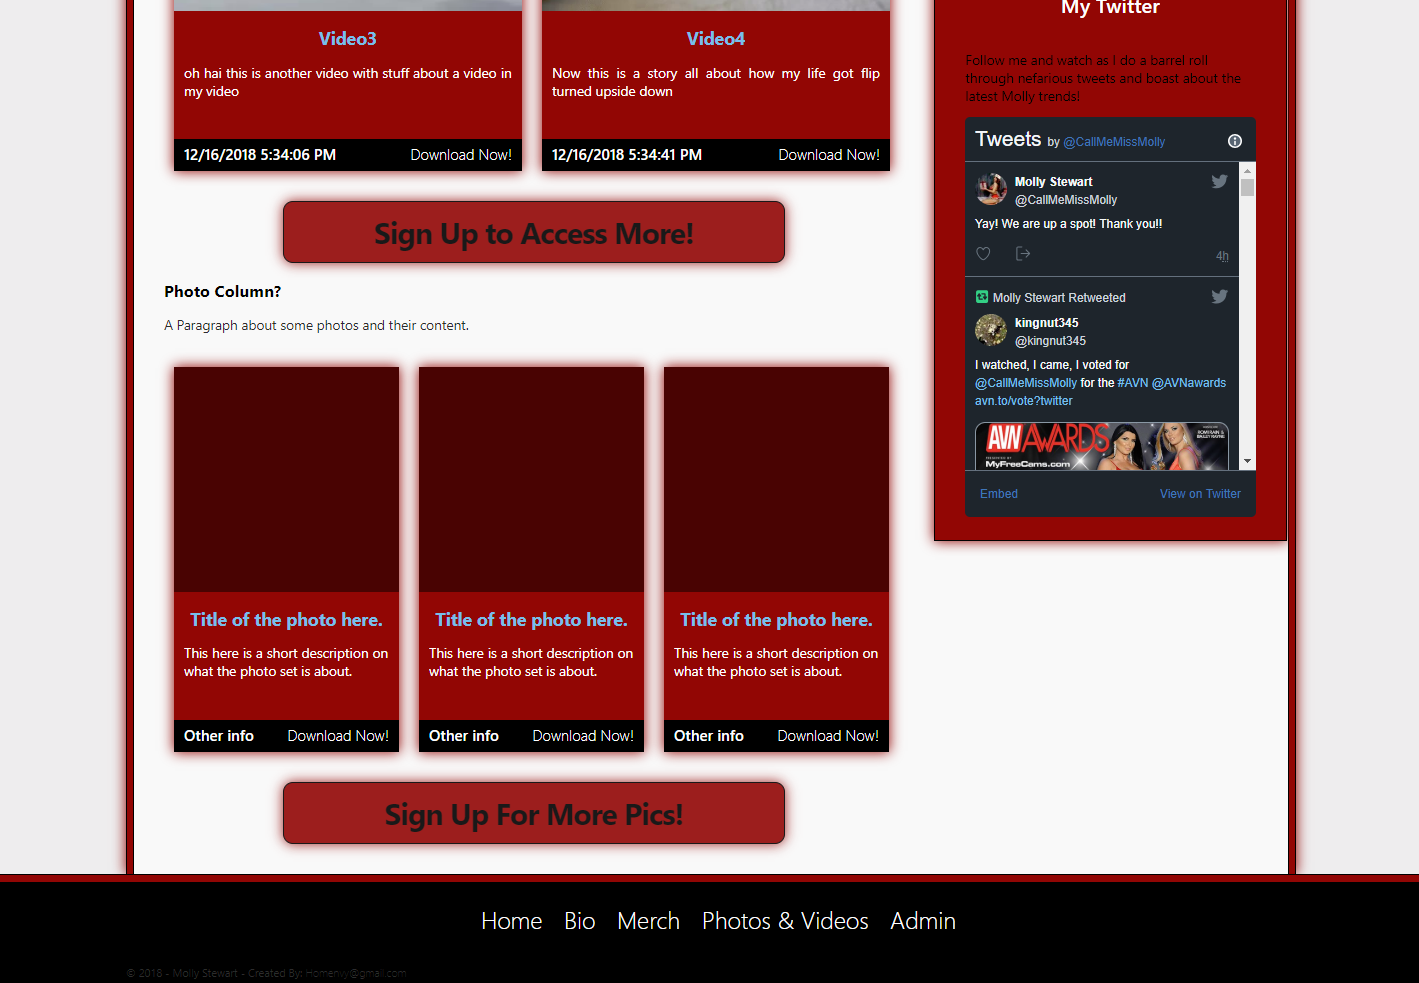 Video3
oh hai this is another video with stuff about a video in
my video
12/16/2018 5:34:06 PM Download Now!
Video4
Now this is a story all about how my life got flip
turned upside down
12/16/2018 5:34:41 PM Download Now!
Sign Up to Access More!
Photo Column?
A Paragraph about some photos and their content.
Title of the photo here.
This here is a short description on
what the photo set is about.
Other info Download Now!
Title of the photo here.
This here is a short description on
what the photo set is about.
Other info Download Now!
Title of the photo here.
This here is a short description on
what the photo set is about.
Other info Download Now!
Sign Up For More Pics!
My Twitter
Follow me and watch as I do a barrel roll
through nefarious tweets and boast about the
latest Molly trends!
Tweets by @CallMeMissMolly
Molly Stewart
@CallMeMissMolly
Yay! We are up a spot! Thank you!!
4h
Molly Stewart Retweeted
kingnut345
@kingnut345
I watched, I came, I voted for
@CallMeMissMolly for the #AVN @AVNawards
avn.to/vote?twitter
AVN AWARDS
MyFreeCams.com
Embed View on Twitter
Home Bio Merch Photos & Videos Admin
© 2018 - Molly Stewart - Created By: Homenvy@gmail.com